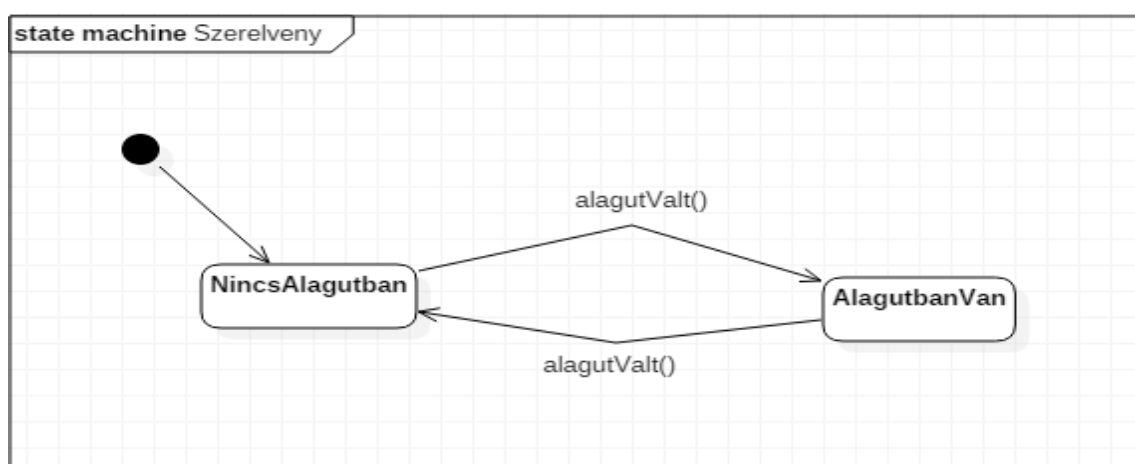 state machine Szerelveny
alagutValt()
NincsAlagutban
AlagutbanVan
alagutValt()